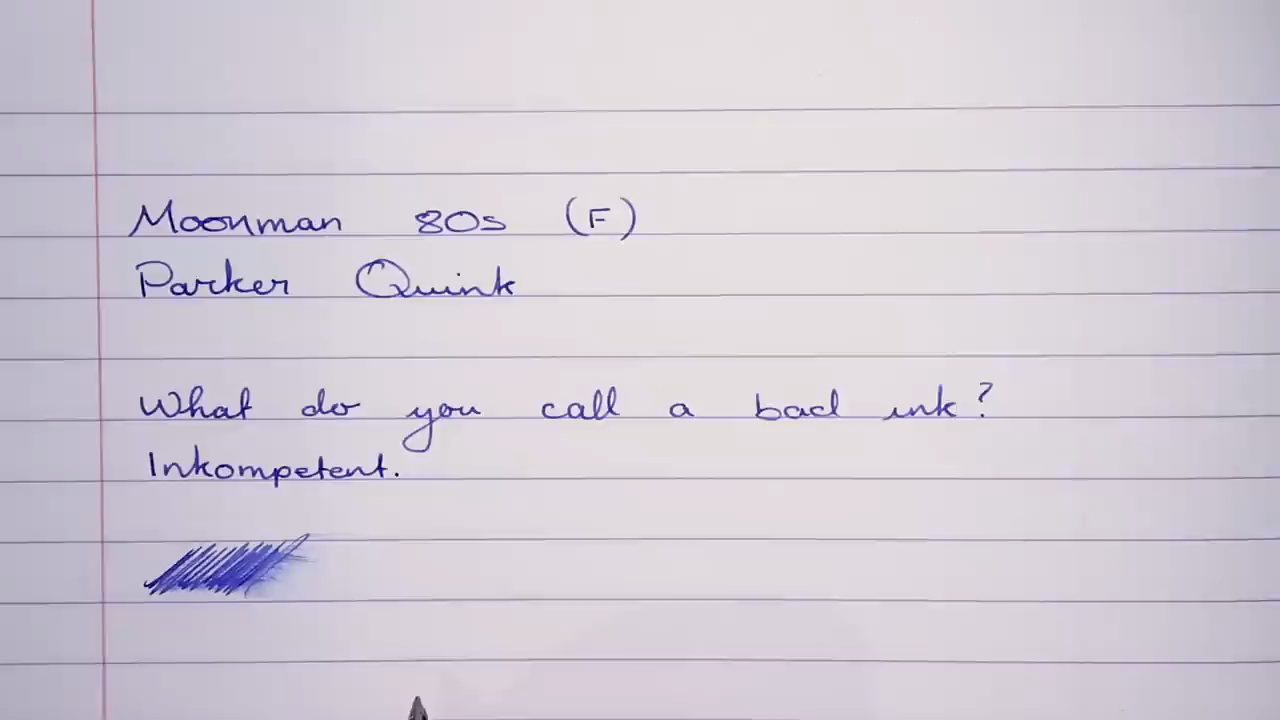 Moonman 80s (F)
Parker Quink
What do you call a bad ink?
Inkompetent.